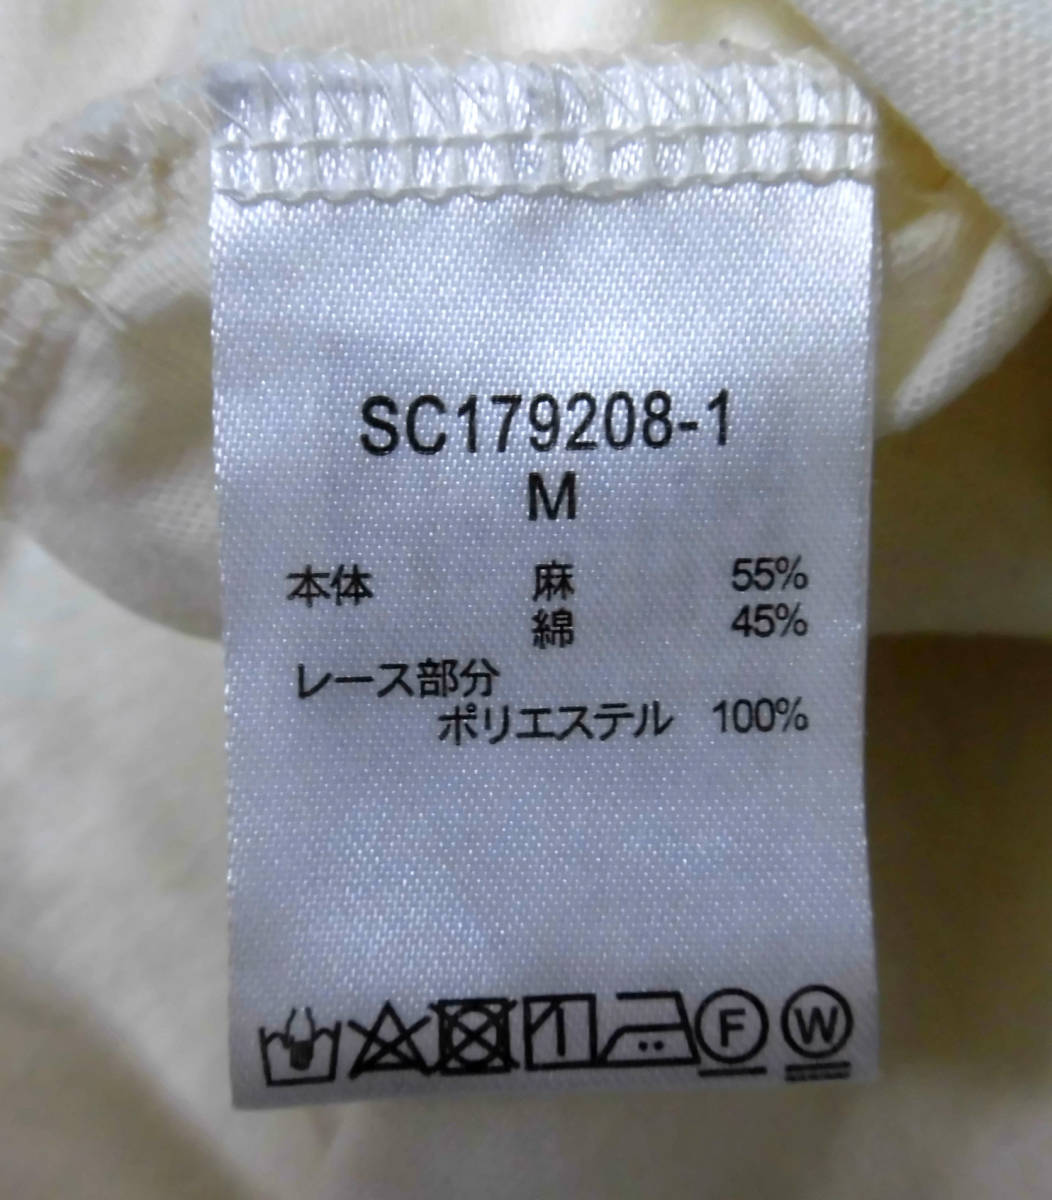 SC179208-1
M
本体 麻 55%
綿 45%
レース部分
ポリエステル 100%
F W